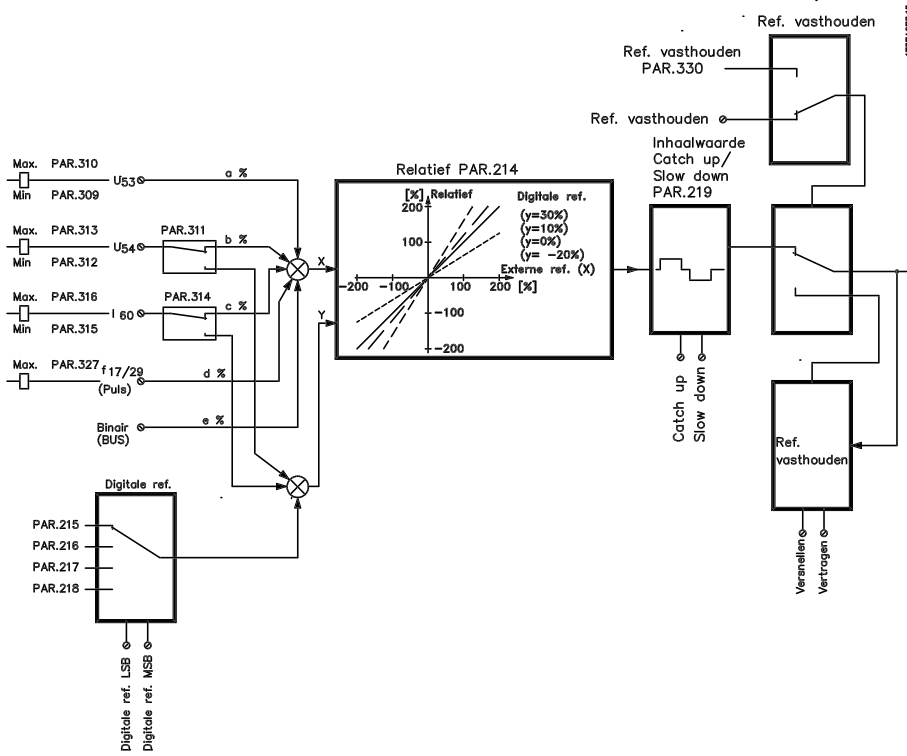 Ref. vasthouden
Ref. vasthouden
PAR.330
Ref. vasthouden
Inhaalwaarde
Catch up/
Slow down
PAR.219
Max. PAR.310
U53
Min PAR.309
a %
Max. PAR.313
U54
Min PAR.312
PAR.311
b %
Max. PAR.316
I 60
Min PAR.315
PAR.314
c %
Max. PAR.327
f 17/29
(Puls)
d %
Binair
(BUS)
e %
X
Y
Relatief PAR.214
[%] Relatief
200
100
-200 -100 100 200
[%]
-100
-200
Digitale ref.
(y=30%)
(y=10%)
(y=0%)
(y= -20%)
Externe ref. (X)
Catch up
Slow down
Ref.
vasthouden
Versnellen
Vertragen
Digitale ref.
PAR.215
PAR.216
PAR.217
PAR.218
Digitale ref. LSB
Digitale ref. MSB